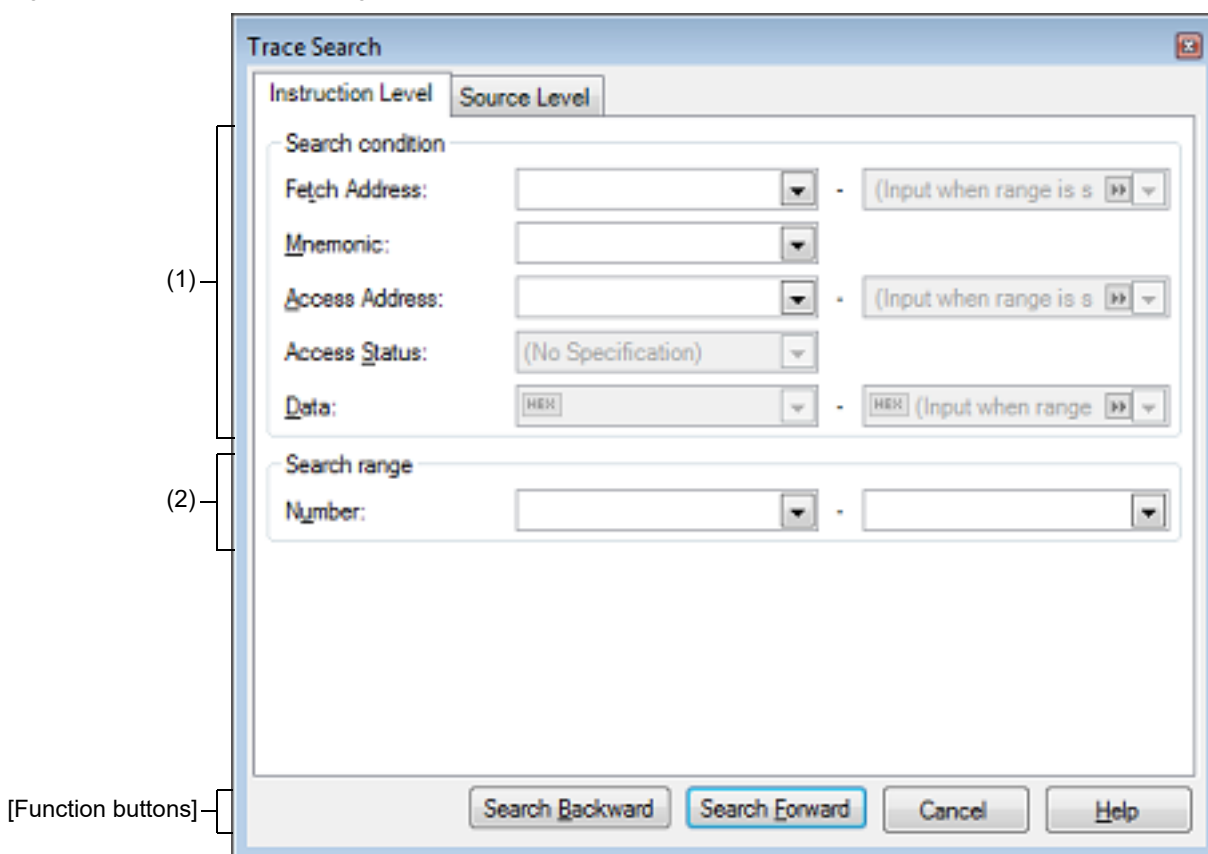 Trace Search
Instruction Level Source Level
(1)
Search condition
Fetch Address: - (Input when range is s
Mnemonic:
Access Address: - (Input when range is s
Access Status: (No Specification)
Data: HEX - HEX (Input when range
(2)
Search range
Number: -
[Function buttons]
Search Backward Search Forward Cancel Help